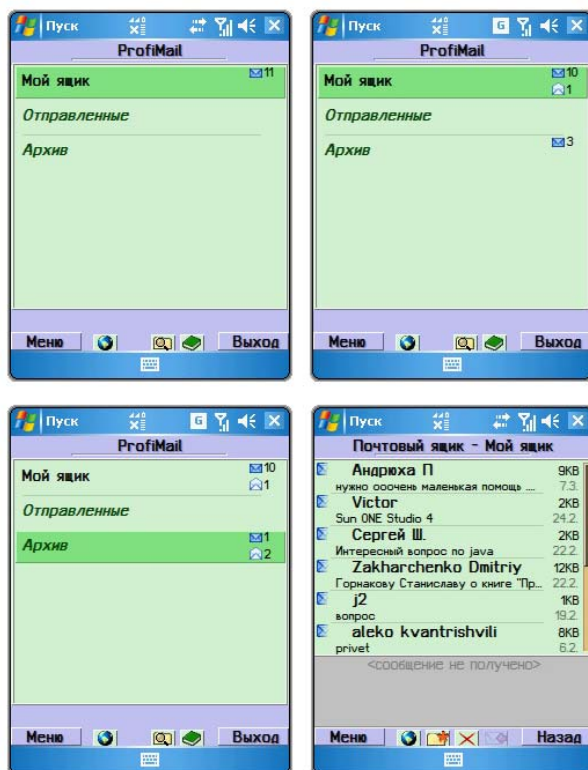 Пуск
ProfiMail
Мой ящик 11
Отправленные
Архив
Меню Выход
Пуск G
ProfiMail
Мой ящик 10
1
Отправленные
Архив 3
Меню Выход
Пуск G
ProfiMail
Мой ящик 10
1
Отправленные
Архив 1
2
Меню Выход
Пуск
Почтовый ящик - Мой ящик
Андрюха П 9KB
нужно ооочень маленькая помощь ... 7.3.
Victor 2KB
Sun ONE Studio 4 24.2.
Сергей Ш. 2KB
Интересный вопрос по java 22.2.
Zakharchenko Dmitriy 12KB
Горнакову Станиславу о книге "Пр... 22.2.
j2 1KB
вопрос 19.2.
aleko kvantrishvili 8KB
privet 6.2.
<сообщение не получено>
Меню Назад